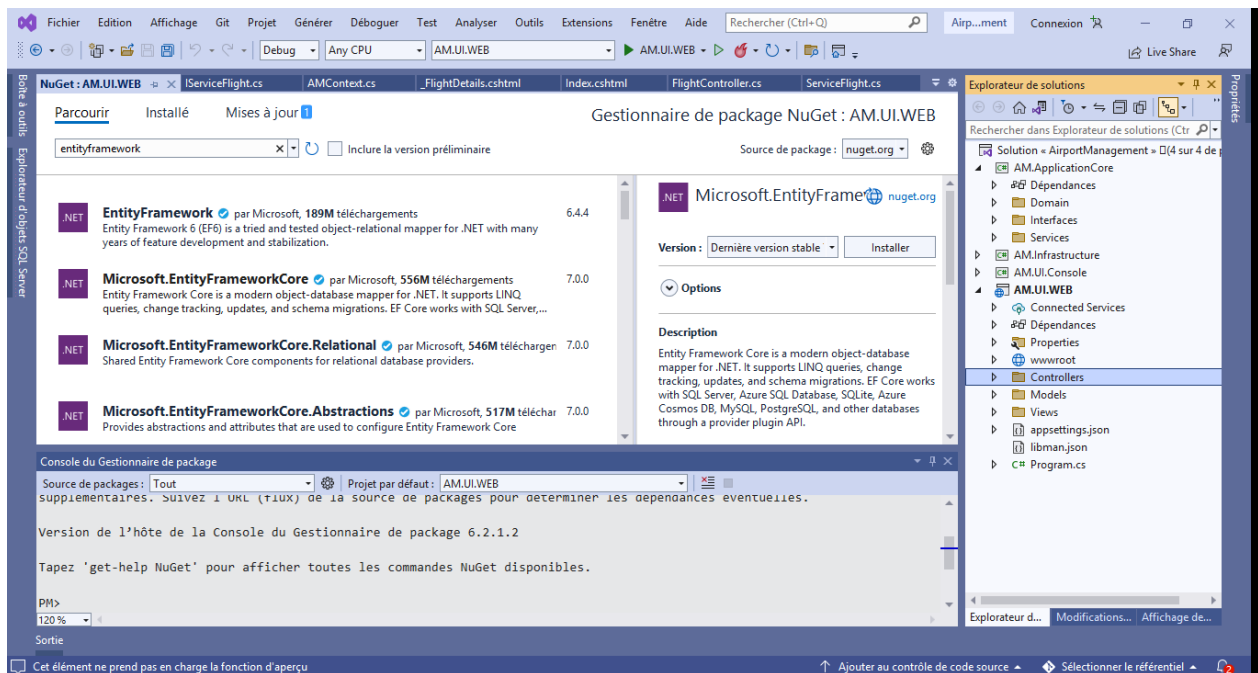 Fichier Edition Affichage Git Projet Générer Déboguer Test Analyser Outils Extensions Fenêtre Aide Rechercher (Ctrl+Q) Airp...ment Connexion
Debug Any CPU AM.UI.WEB AM.UI.WEB Live Share
Boîte à outils
Explorateur d'objets SQL Server
NuGet : AM.UI.WEB IServiceFlight.cs AMContext.cs _FlightDetails.cshtml Index.cshtml FlightController.cs ServiceFlight.cs
Parcourir Installé Mises à jour 1
Gestionnaire de package NuGet : AM.UI.WEB
entityframework Inclure la version préliminaire
Source de package : nuget.org
.NET EntityFramework par Microsoft, 189M téléchargements 6.4.4
Entity Framework 6 (EF6) is a tried and tested object-relational mapper for .NET with many
years of feature development and stabilization.
.NET Microsoft.EntityFrameworkCore par Microsoft, 556M téléchargements 7.0.0
Entity Framework Core is a modern object-database mapper for .NET. It supports LINQ
queries, change tracking, updates, and schema migrations. EF Core works with SQL Server,...
.NET Microsoft.EntityFrameworkCore.Relational par Microsoft, 546M téléchargen 7.0.0
Shared Entity Framework Core components for relational database providers.
.NET Microsoft.EntityFrameworkCore.Abstractions par Microsoft, 517M téléchar 7.0.0
Provides abstractions and attributes that are used to configure Entity Framework Core
.NET Microsoft.EntityFrame nuget.org
Version : Dernière version stable Installer
Options
Description
Entity Framework Core is a modern object-database
mapper for .NET. It supports LINQ queries, change
tracking, updates, and schema migrations. EF Core works
with SQL Server, Azure SQL Database, SQLite, Azure
Cosmos DB, MySQL, PostgreSQL, and other databases
through a provider plugin API.
Console du Gestionnaire de package
Source de packages : Tout Projet par défaut : AM.UI.WEB
supplémentaires. Suivez l'URL (flux) de la source de packages pour déterminer les dépendances éventuelles.
Version de l'hôte de la Console du Gestionnaire de package 6.2.1.2
Tapez 'get-help NuGet' pour afficher toutes les commandes NuGet disponibles.
PM>
120 %
Sortie
Explorateur de solutions
Rechercher dans Explorateur de solutions (Ctr
Solution « AirportManagement » (4 sur 4 de
C# AM.ApplicationCore
Dépendances
Domain
Interfaces
Services
C# AM.Infrastructure
C# AM.UI.Console
AM.UI.WEB
Connected Services
Dépendances
Properties
wwwroot
Controllers
Models
Views
appsettings.json
libman.json
C# Program.cs
Explorateur d... Modifications... Affichage de...
Propriétés
Cet élément ne prend pas en charge la fonction d'aperçu Ajouter au contrôle de code source Sélectionner le référentiel 2